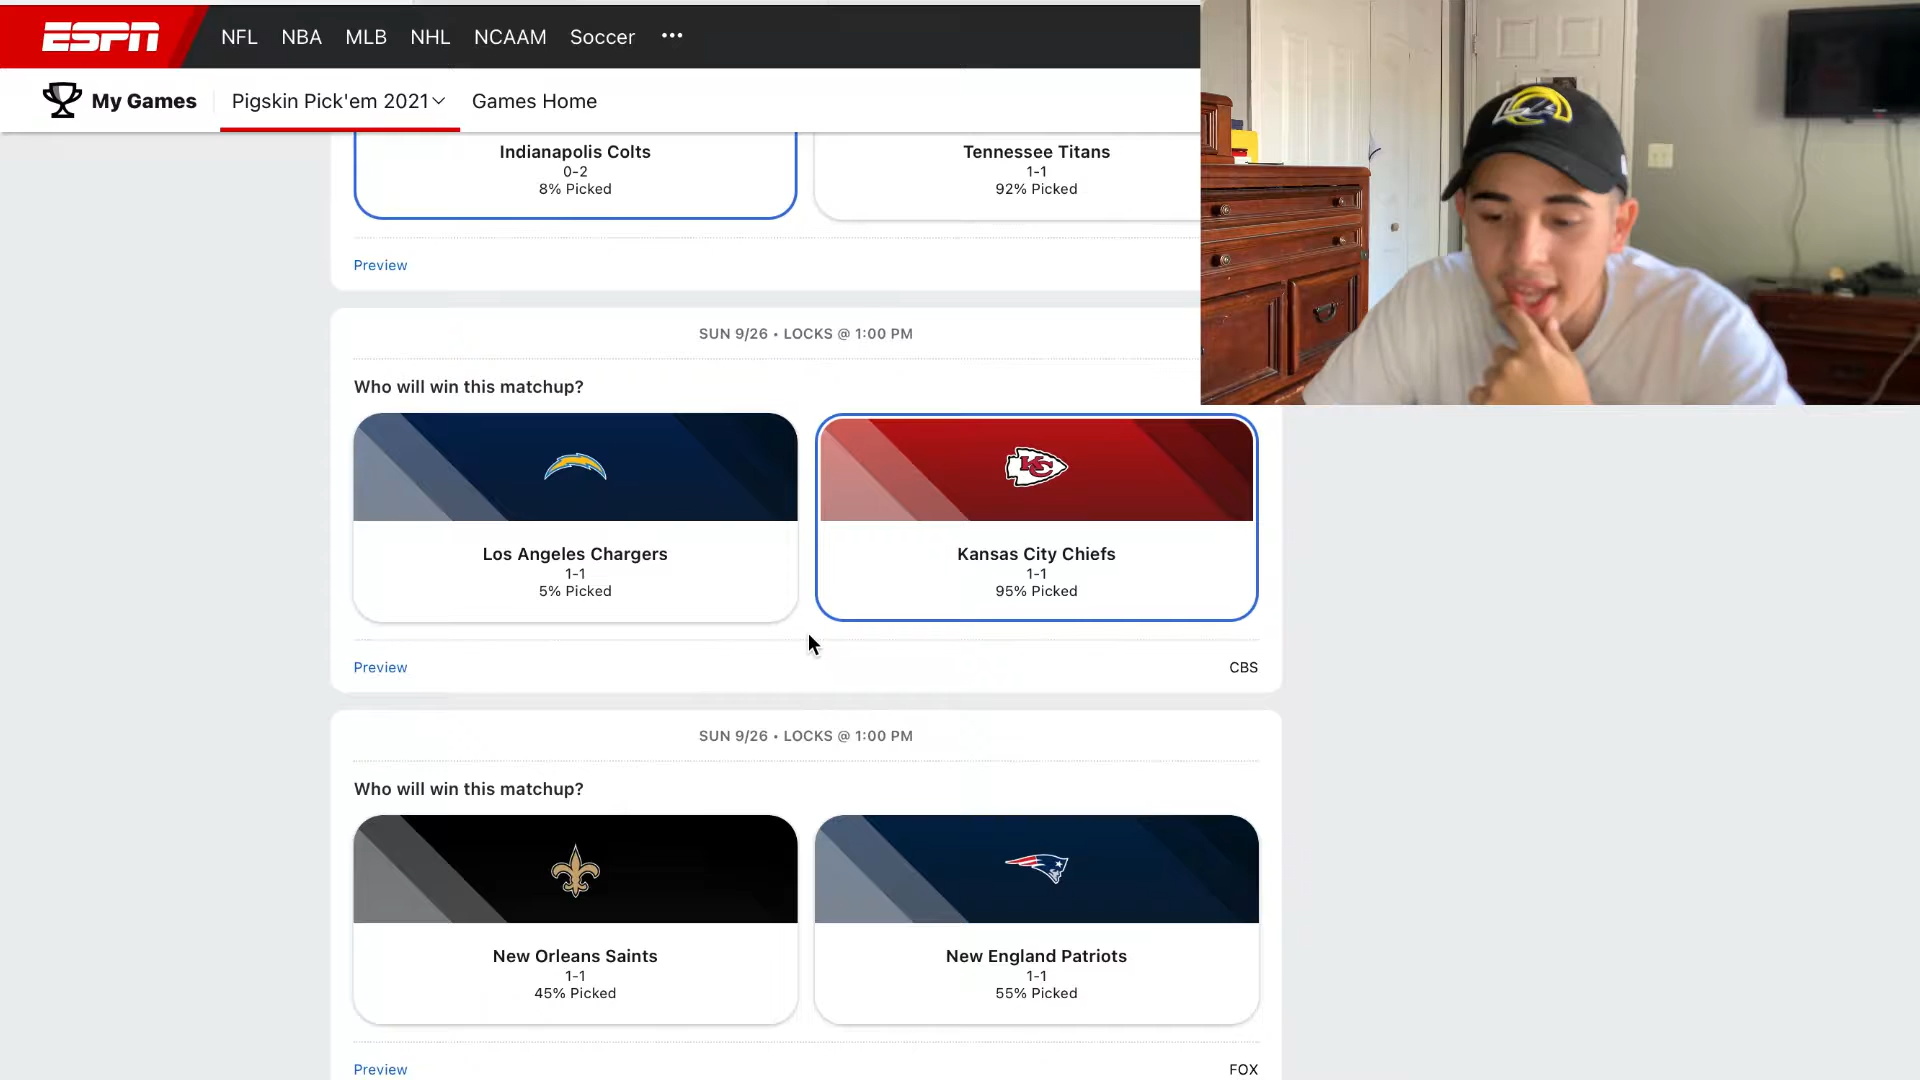 ESPN
NFL NBA MLB NHL NCAAM Soccer •••
My Games Pigskin Pick'em 2021 Games Home
Indianapolis Colts
0-2
8% Picked
Tennessee Titans
1-1
92% Picked
Preview
SUN 9/26 • LOCKS @ 1:00 PM
Who will win this matchup?
KC
Los Angeles Chargers
1-1
5% Picked
Kansas City Chiefs
1-1
95% Picked
Preview
CBS
SUN 9/26 • LOCKS @ 1:00 PM
Who will win this matchup?
New Orleans Saints
1-1
45% Picked
New England Patriots
1-1
55% Picked
Preview
FOX